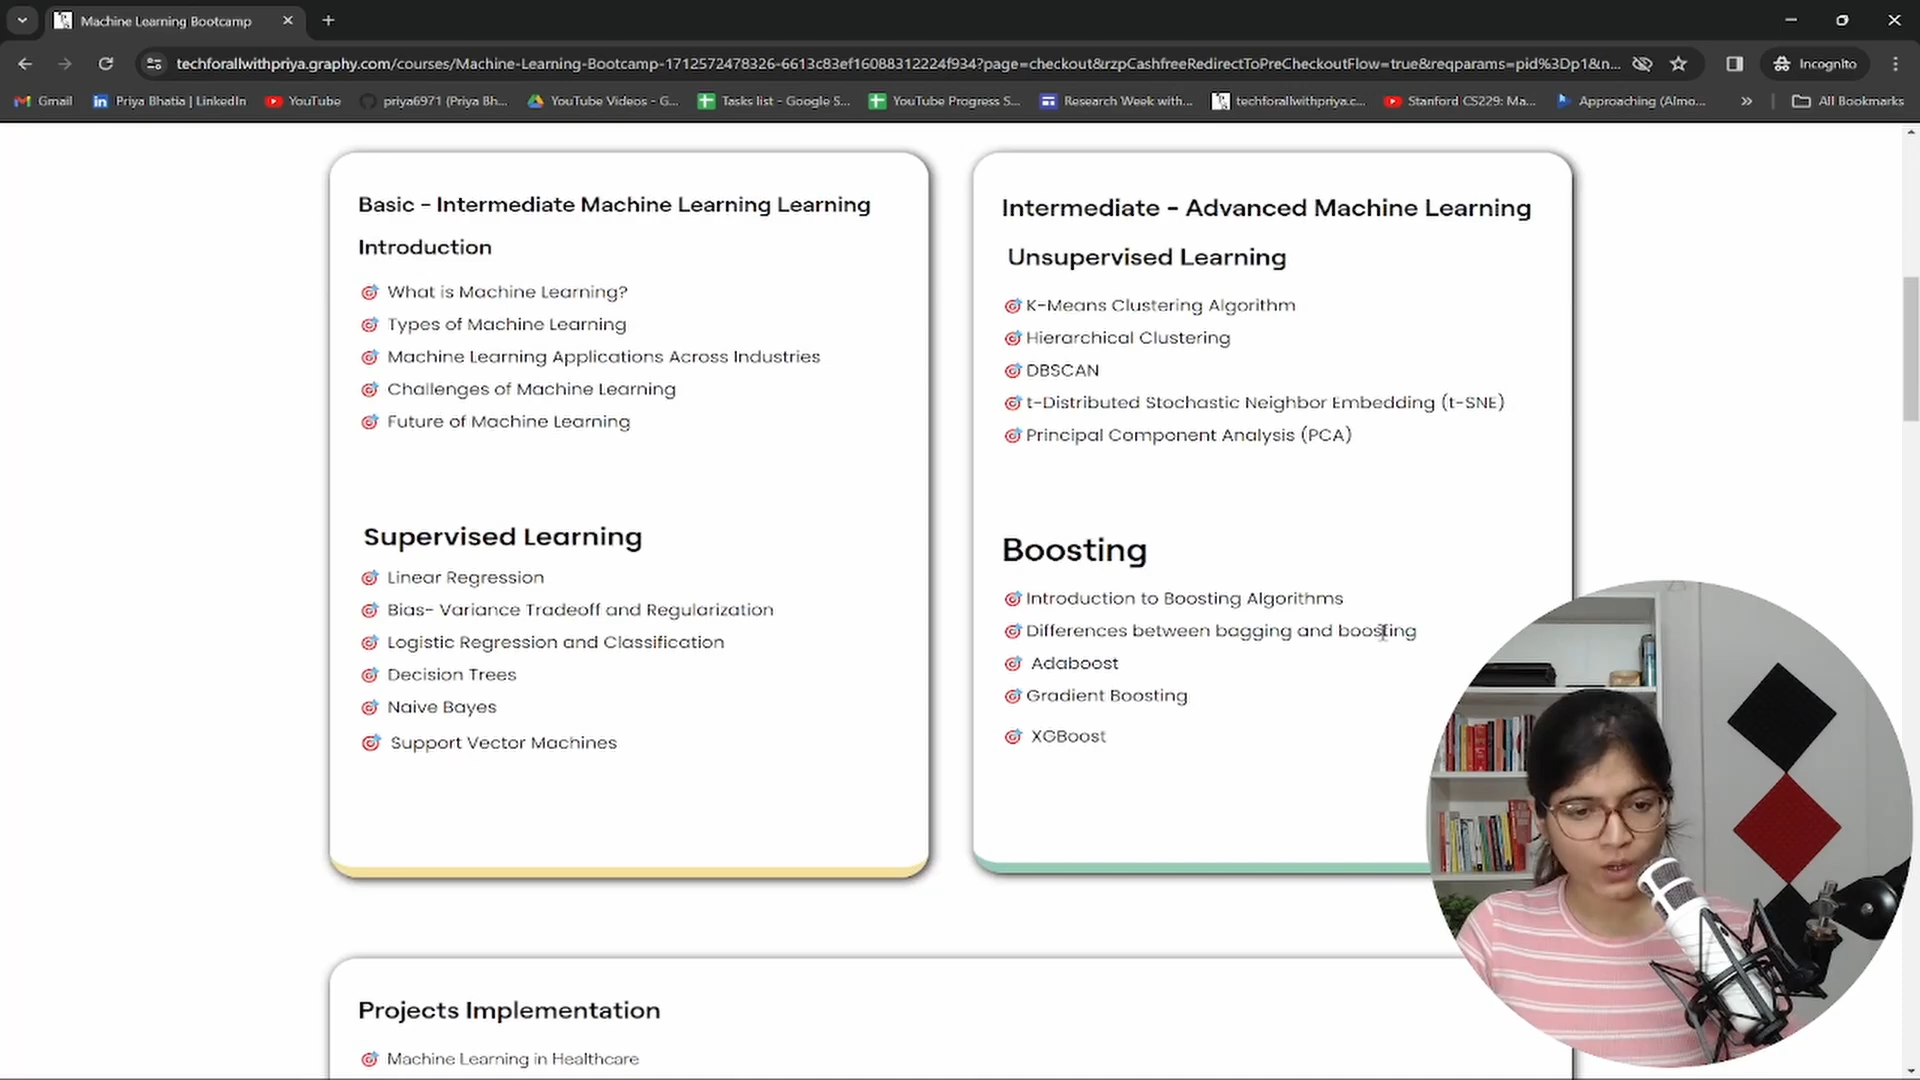 Machine Learning Bootcamp
techforallwithpriya.graphy.com/courses/Machine-Learning-Bootcamp-1712572478326-6613c83ef16088312224f934?page=checkout&rzpCashfreeRedirectToPreCheckoutFlow=true&reqparams=pid%3Dp1&n...
Incognito
Gmail
Priya Bhatia | LinkedIn
YouTube
priya6971 (Priya Bh...
YouTube Videos - G...
Tasks list - Google S...
YouTube Progress S...
Research Week with...
techforallwithpriya.c...
Stanford CS229: Ma...
Approaching (Almo...
All Bookmarks
Basic - Intermediate Machine Learning Learning
Introduction
What is Machine Learning?
Types of Machine Learning
Machine Learning Applications Across Industries
Challenges of Machine Learning
Future of Machine Learning
Supervised Learning
Linear Regression
Bias- Variance Tradeoff and Regularization
Logistic Regression and Classification
Decision Trees
Naive Bayes
Support Vector Machines
Intermediate - Advanced Machine Learning
Unsupervised Learning
K-Means Clustering Algorithm
Hierarchical Clustering
DBSCAN
t-Distributed Stochastic Neighbor Embedding (t-SNE)
Principal Component Analysis (PCA)
Boosting
Introduction to Boosting Algorithms
Differences between bagging and boosting
Adaboost
Gradient Boosting
XGBoost
Projects Implementation
Machine Learning in Healthcare